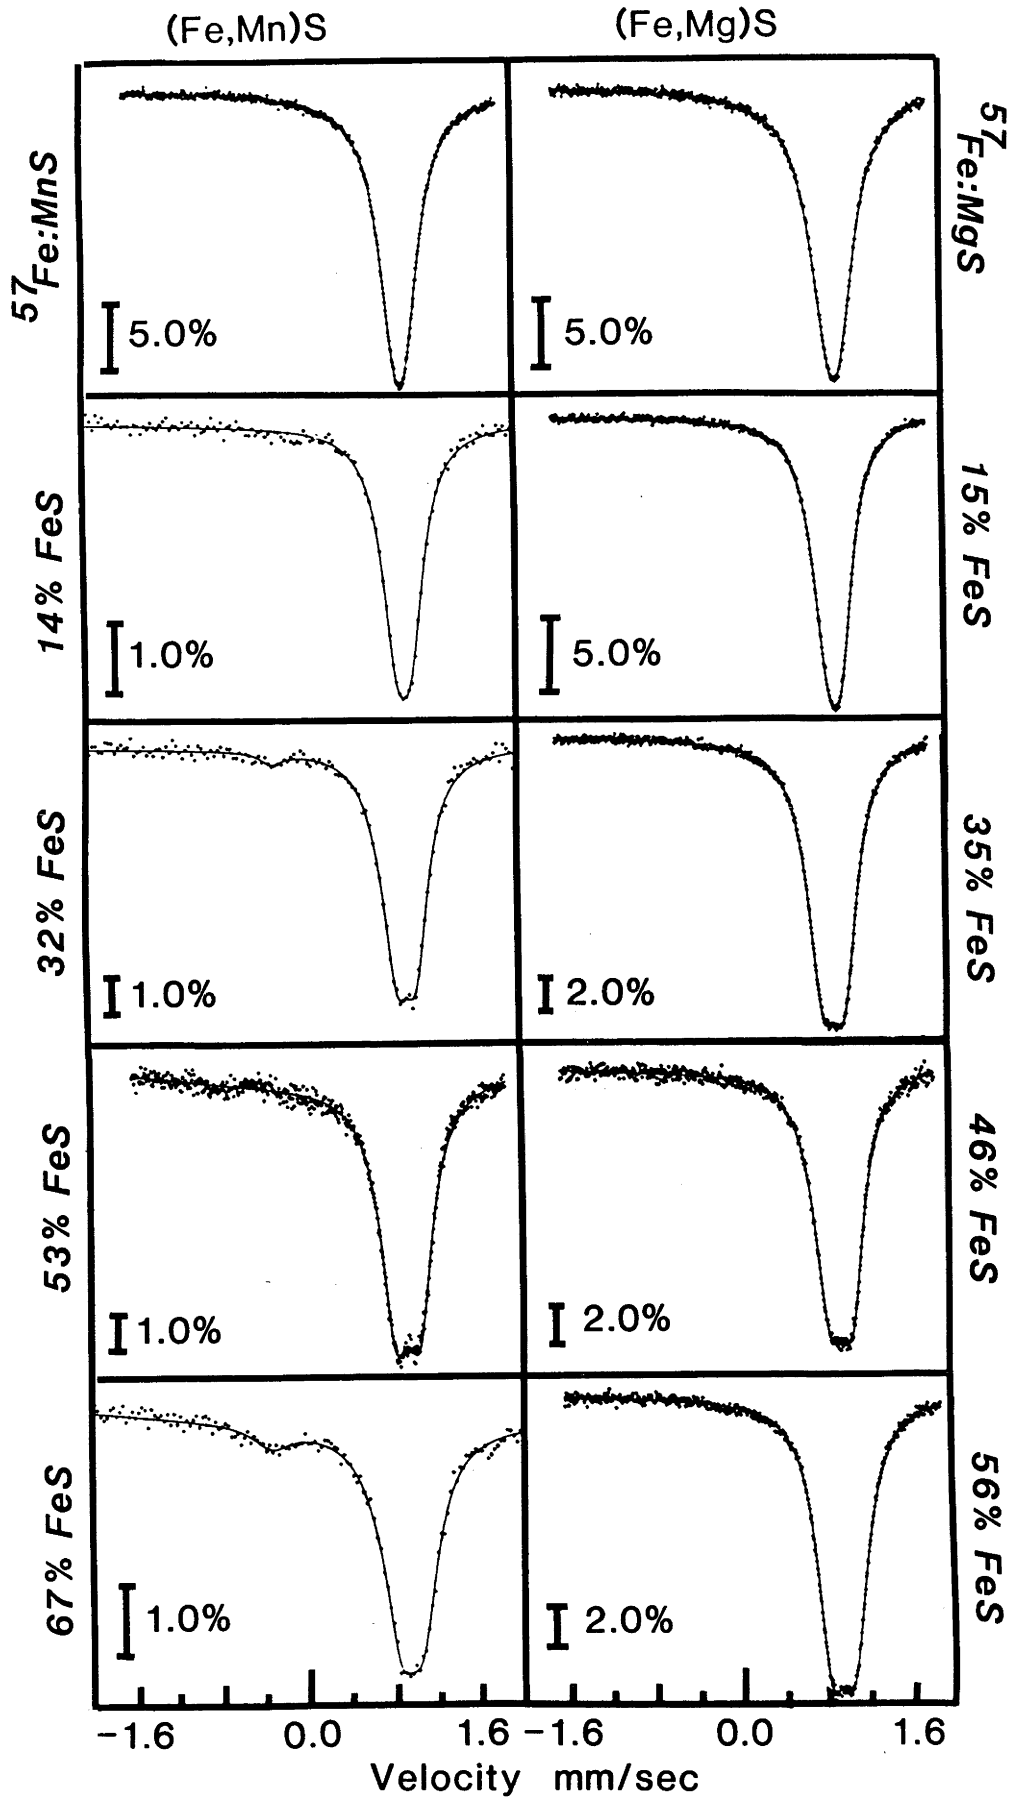 (Fe,Mn)S
(Fe,Mg)S
57Fe:MnS
5.0%
5.0%
57Fe:MgS
14% FeS
1.0%
5.0%
15% FeS
32% FeS
1.0%
2.0%
35% FeS
53% FeS
1.0%
2.0%
46% FeS
67% FeS
1.0%
2.0%
56% FeS
-1.6 0.0 1.6 -1.6 0.0 1.6
Velocity mm/sec